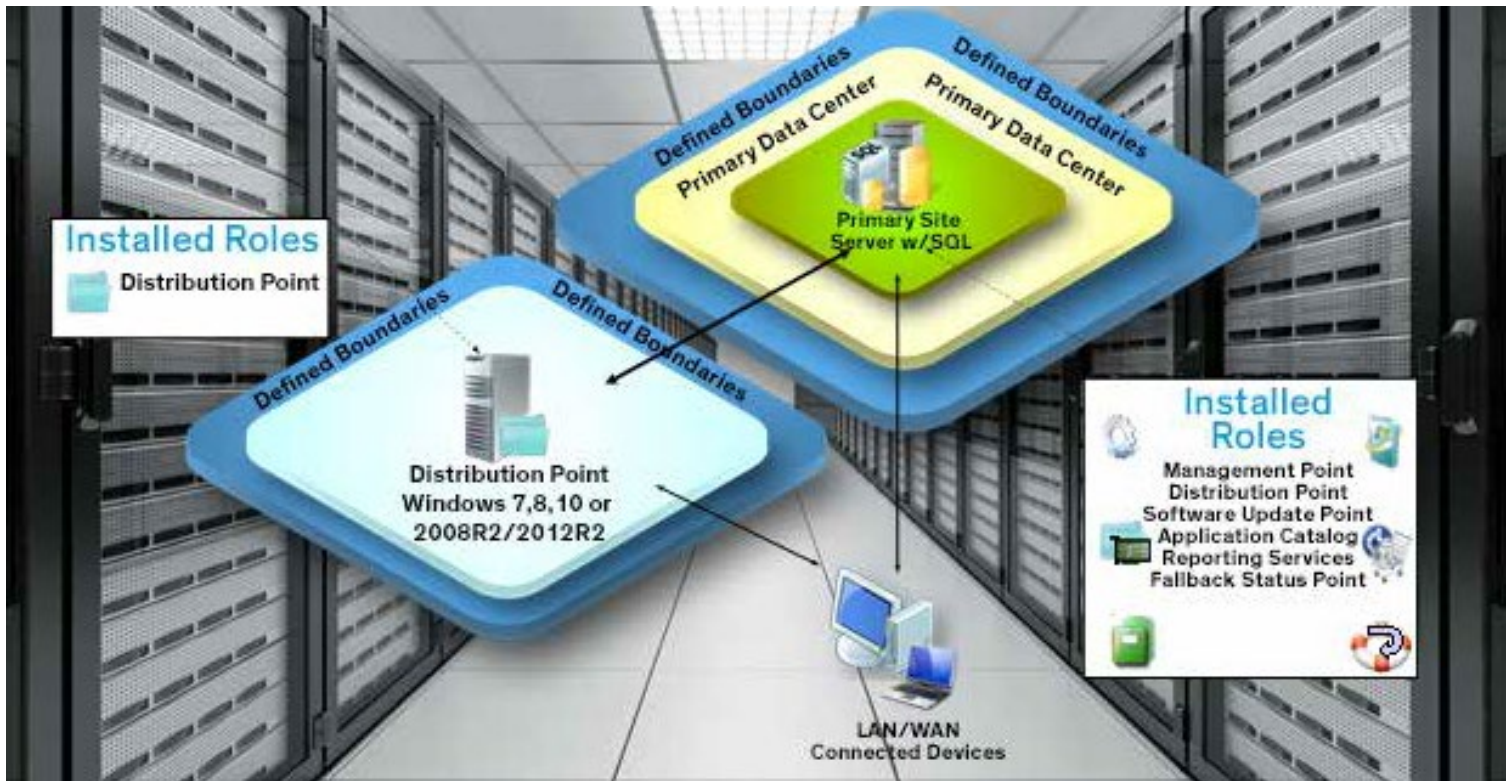 Defined Boundaries
Defined Boundaries
Primary Data Center
Primary Data Center
SQL
Primary Site
Server w/SQL
Installed Roles
Distribution Point
Defined Boundaries
Defined Boundaries
Distribution Point
Windows 7,8,10 or
2008R2/2012R2
Installed
Roles
Management Point
Distribution Point
Software Update Point
Application Catalog
Reporting Services
Fallback Status Point
LAN/WAN
Connected Devices